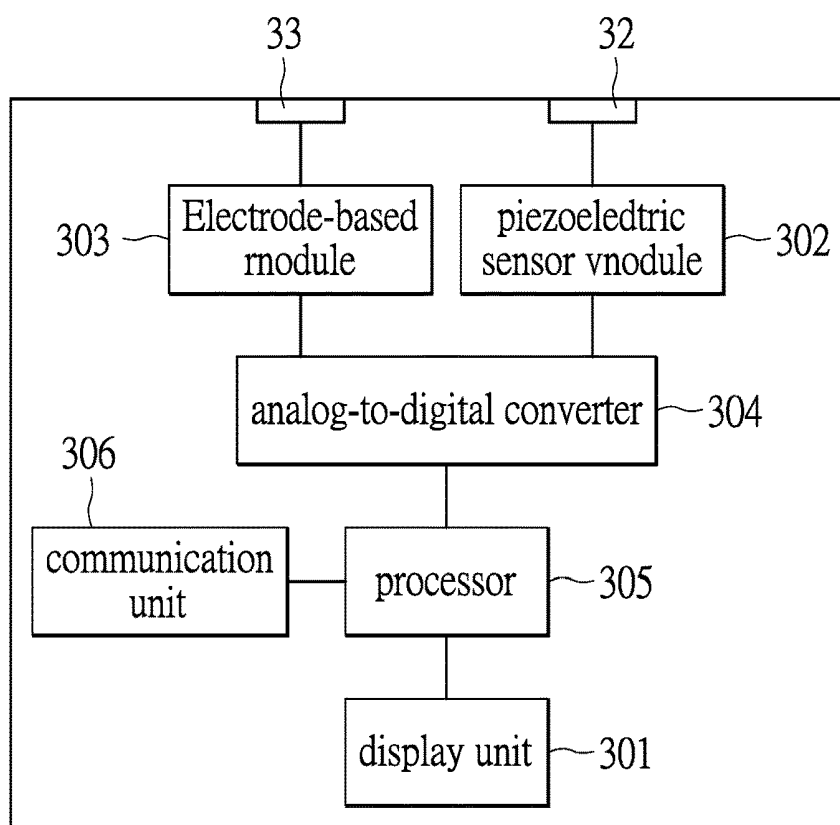 33
32
303
Electrode-based
rnodule
piezoeledtric
sensor vnodule
302
analog-to-digital converter
304
306
communication
unit
processor
305
display unit
301